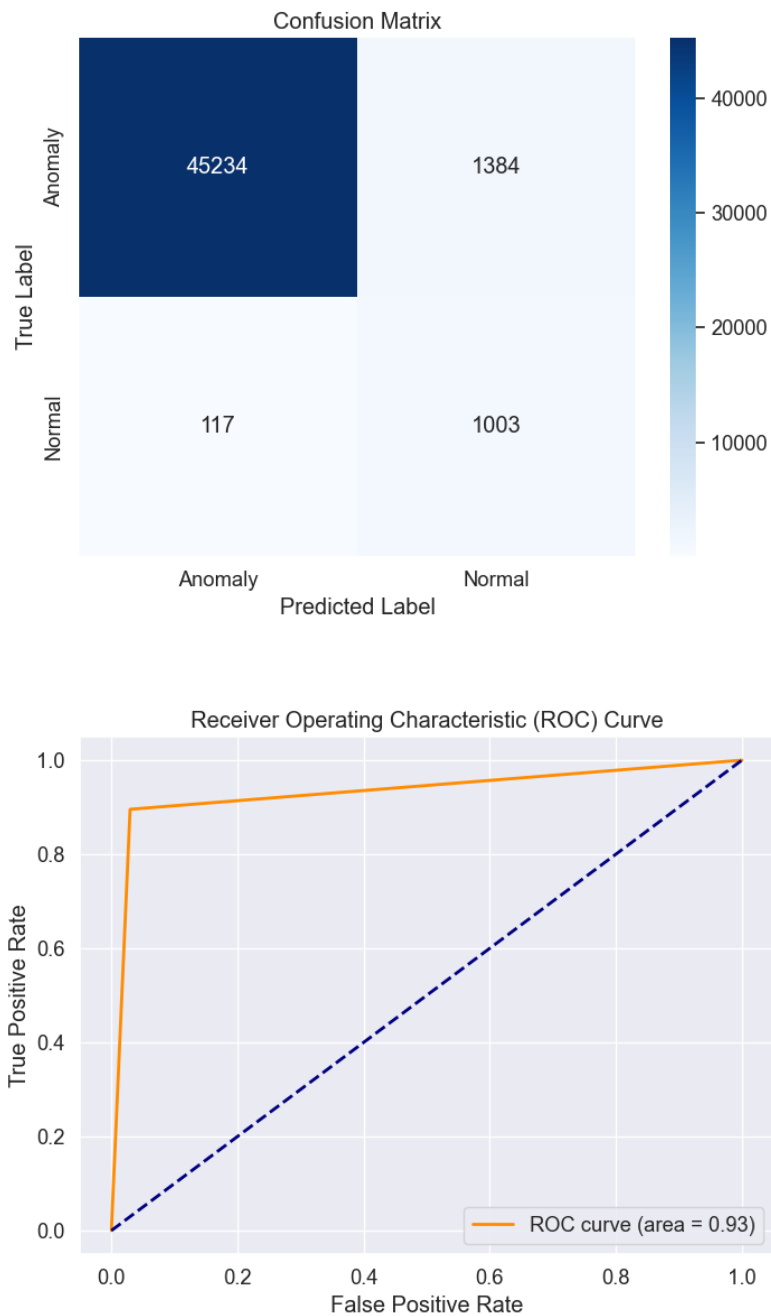 Confusion Matrix
Anomaly
Normal
True Label
45234 1384
117 1003
Anomaly Normal
Predicted Label
40000
30000
20000
10000
Receiver Operating Characteristic (ROC) Curve
1.0
0.8
0.6
0.4
0.2
0.0
True Positive Rate
ROC curve (area = 0.93)
0.0 0.2 0.4 0.6 0.8 1.0
False Positive Rate